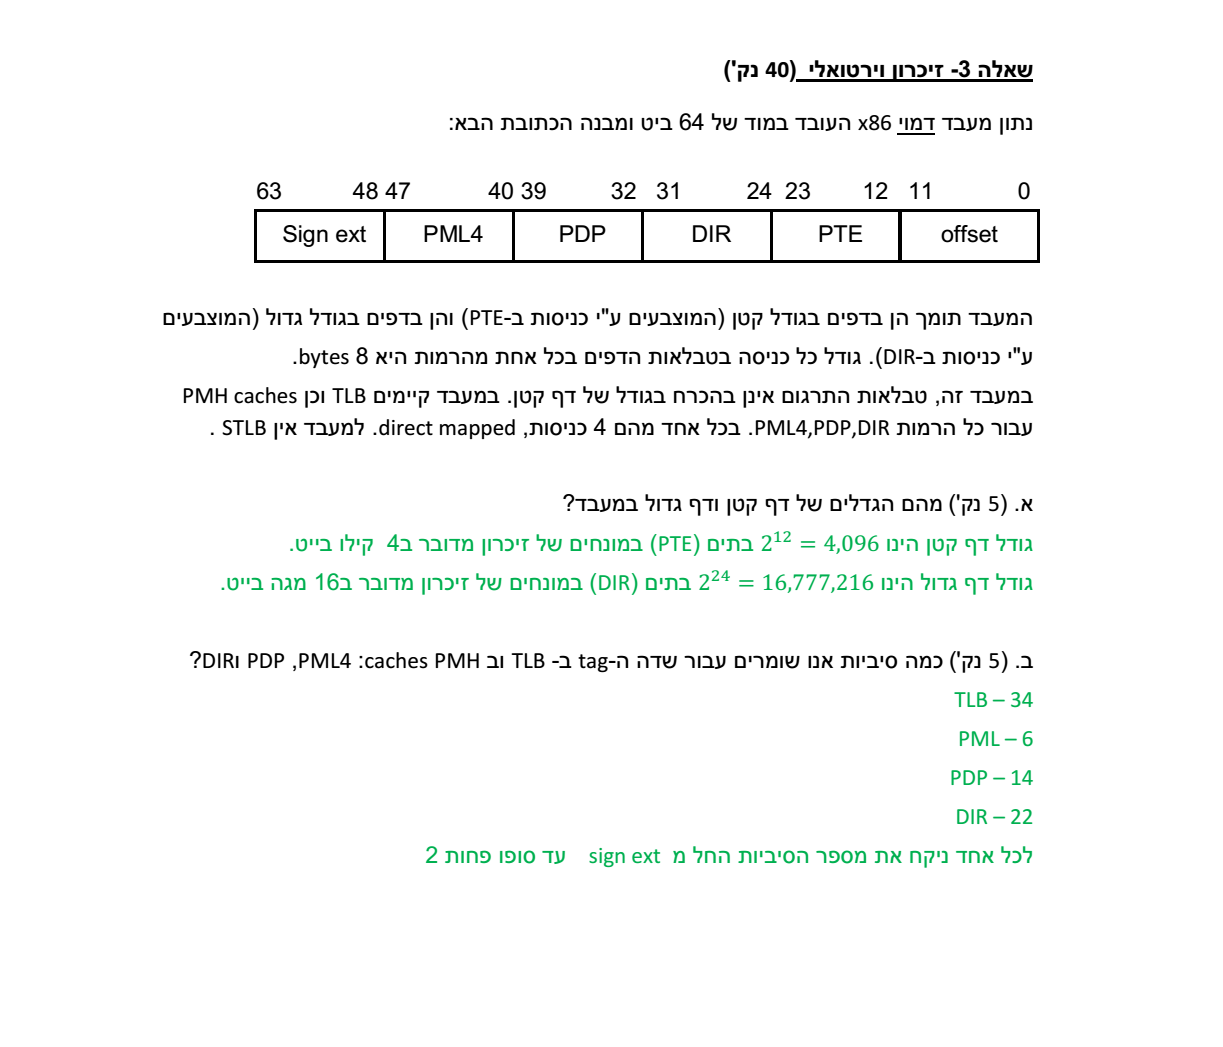 שאלה 3- זיכרון וירטואלי (40 נק')
נתון מעבד דמוי x86 העובד במוד של 64 ביט ומבנה הכתובת הבא:
63 48 47 40 39 32 31 24 23 12 11 0
Sign ext PML4 PDP DIR PTE offset
המעבד תומך הן בדפים בגודל קטן (המוצבעים ע"י כניסות ב-PTE) והן בדפים בגודל גדול (המוצבעים
ע"י כניסות ב-DIR). גודל כל כניסה בטבלאות הדפים בכל אחת מהרמות היא 8 bytes.
במעבד זה, טבלאות התרגום אינן בהכרח בגודל של דף קטן. במעבד קיימים TLB וכן PMH caches
עבור כל הרמות PML4,PDP,DIR. בכל אחד מהם 4 כניסות, direct mapped. למעבד אין STLB .
א. (5 נק') מהם הגדלים של דף קטן ודף גדול במעבד?
גודל דף קטן הינו 2^12 = 4,096 בתים (PTE) במונחים של זיכרון מדובר ב4 קילו בייט.
גודל דף גדול הינו 2^24 = 16,777,216 בתים (DIR) במונחים של זיכרון מדובר ב16 מגה בייט.
ב. (5 נק') כמה סיביות אנו שומרים עבור שדה ה-tag ב- TLB וב caches PMH: PML4, PDP וDIR?
TLB – 34
PML – 6
PDP – 14
DIR – 22
לכל אחד ניקח את מספר הסיביות החל מ sign ext עד סופו פחות 2